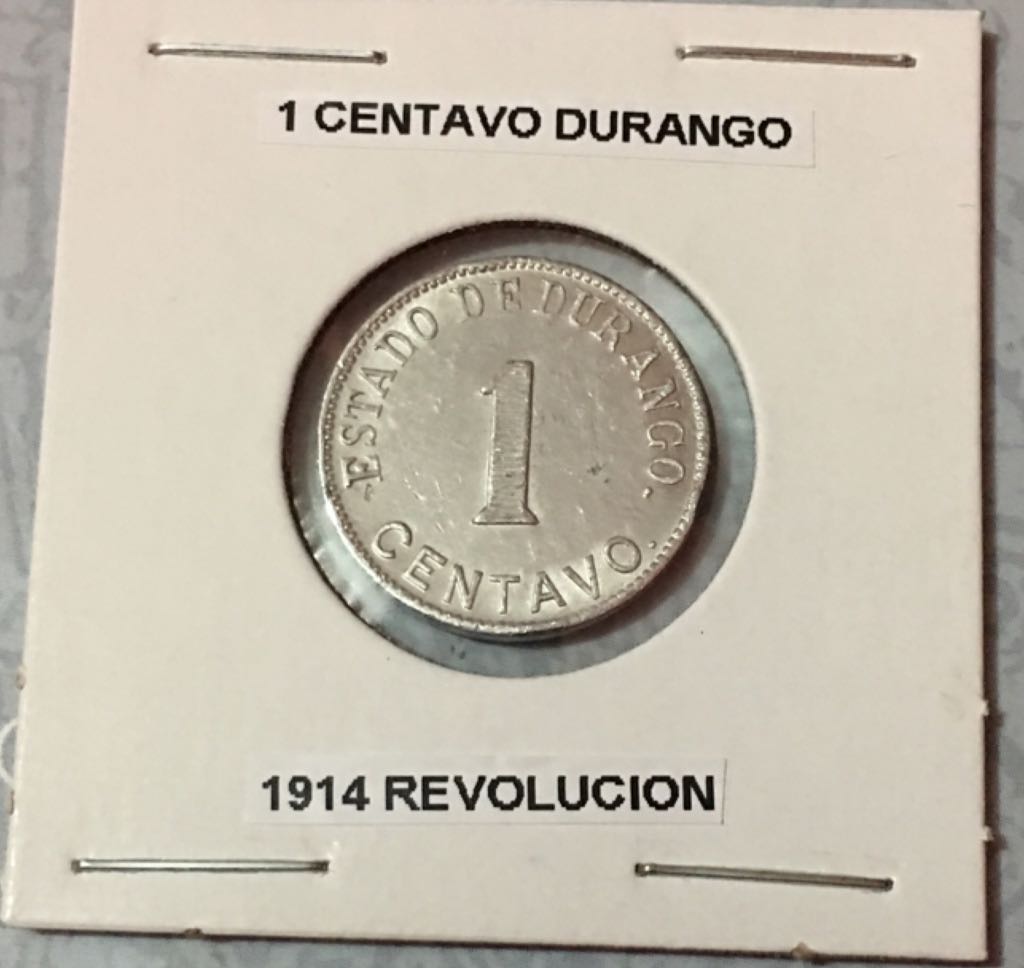 1 CENTAVO DURANGO
ESTADO DE DURANGO.
1
CENTAVO.
1914 REVOLUCION